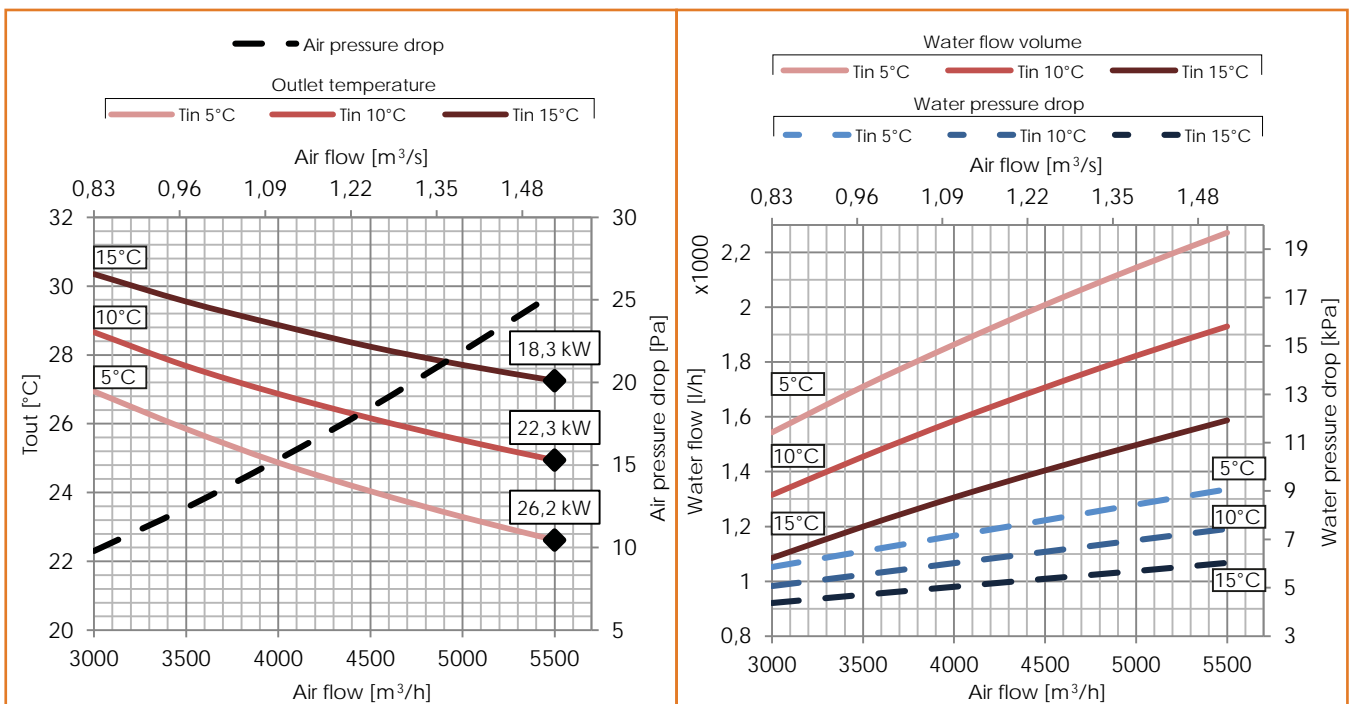 Air pressure drop
Outlet temperature
Tin 5°C Tin 10°C Tin 15°C
Air flow [m³/s]
0,83 0,96 1,09 1,22 1,35 1,48
32 30
30 25
28 20
26 15
24 10
22 5
20
15°C
10°C
5°C
18,3 kW
22,3 kW
26,2 kW
Tout [°C]
Air pressure drop [Pa]
3000 3500 4000 4500 5000 5500
Air flow [m³/h]
Water flow volume
Tin 5°C Tin 10°C Tin 15°C
Water pressure drop
Tin 5°C Tin 10°C Tin 15°C
Air flow [m³/s]
0,83 0,96 1,09 1,22 1,35 1,48
x1000
2,2 19
2 17
1,8 15
1,6 13
1,4 11
1,2 9
1 7
0,8 5
3
5°C
10°C
15°C
5°C
10°C
15°C
Water flow [l/h]
Water pressure drop [kPa]
3000 3500 4000 4500 5000 5500
Air flow [m³/h]